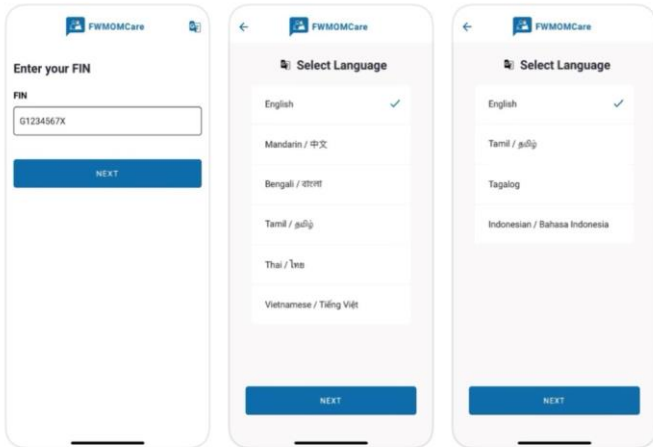 FWMOMCare
Enter your FIN
FIN
G1234567X
NEXT
FWMOMCare
Select Language
English
Mandarin / 中文
Bengali / বাংলা
Tamil / தமிழ்
Thai / ไทย
Vietnamese / Tiếng Việt
NEXT
FWMOMCare
Select Language
English
Tamil / தமிழ்
Tagalog
Indonesian / Bahasa Indonesia
NEXT